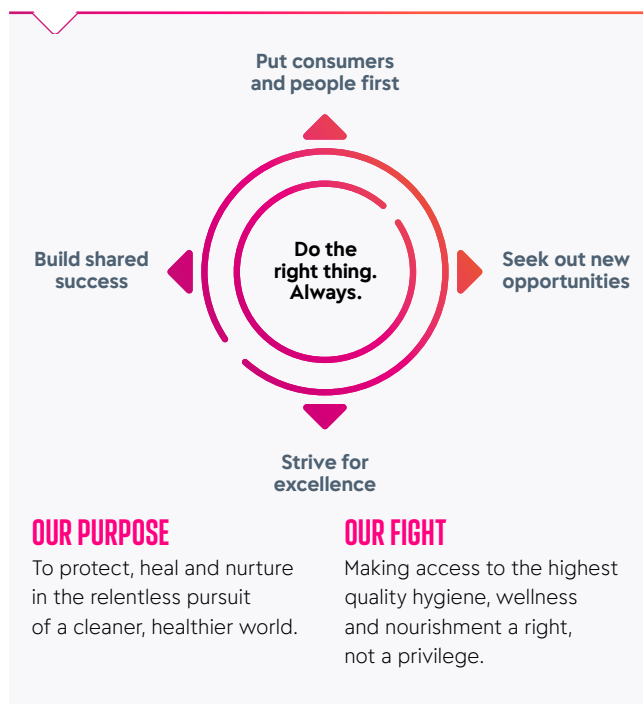 Put consumers
and people first
Build shared
success
Do the
right thing.
Always.
Seek out new
opportunities
Strive for
excellence
OUR PURPOSE
To protect, heal and nurture
in the relentless pursuit
of a cleaner, healthier world.
OUR FIGHT
Making access to the highest
quality hygiene, wellness
and nourishment a right,
not a privilege.